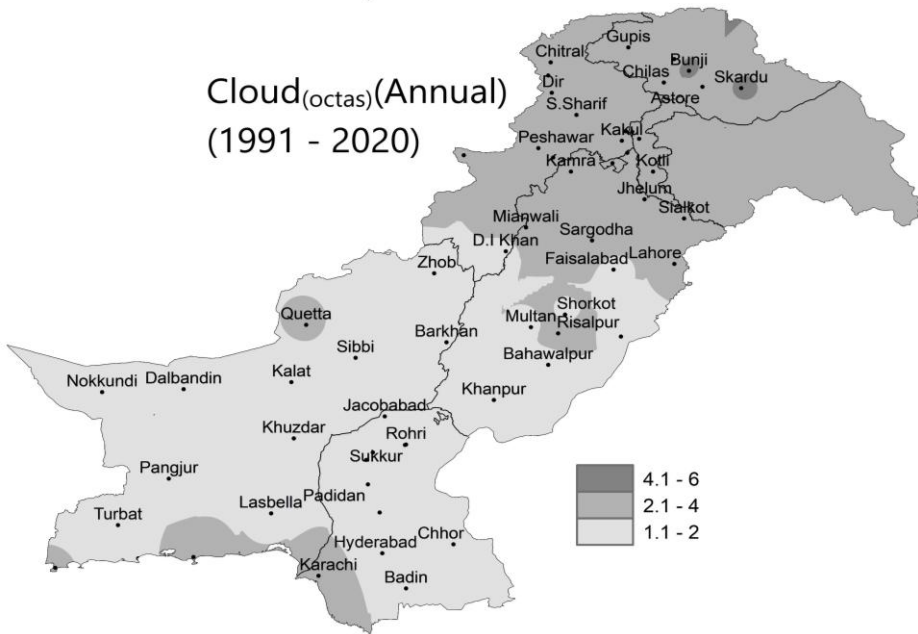 Cloud(octas)(Annual)
(1991 - 2020)
Gupis
Chitral
Bunji
Chilas
Skardu
Dir
Astore
S.Sharif
Kakul
Peshawar
Kamra
Kotli
Jhelum
Sialkot
Mianwali
Sargodha
D.I Khan
Lahore
Faisalabad
Zhob
Shorkot
Quetta
Multan
Risalpur
Barkhan
Sibbi
Bahawalpur
Nokkundi
Dalbandin
Kalat
Khanpur
Jacobabad
Khuzdar
Rohri
Sukkur
Pangjur
Padidan
Lasbella
Turbat
Chhor
Hyderabad
Karachi
Badin
4.1 - 6
2.1 - 4
1.1 - 2